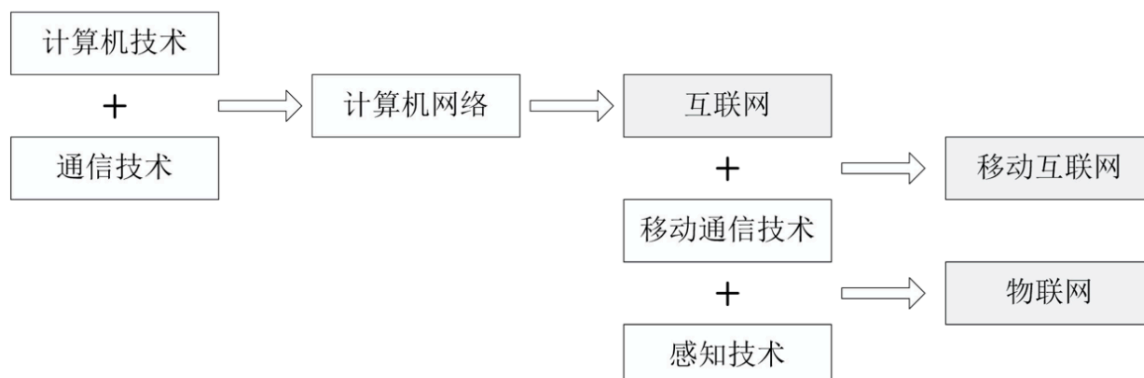 计算机技术
+
通信技术
计算机网络
互联网
+
移动通信技术
+
感知技术
移动互联网
物联网